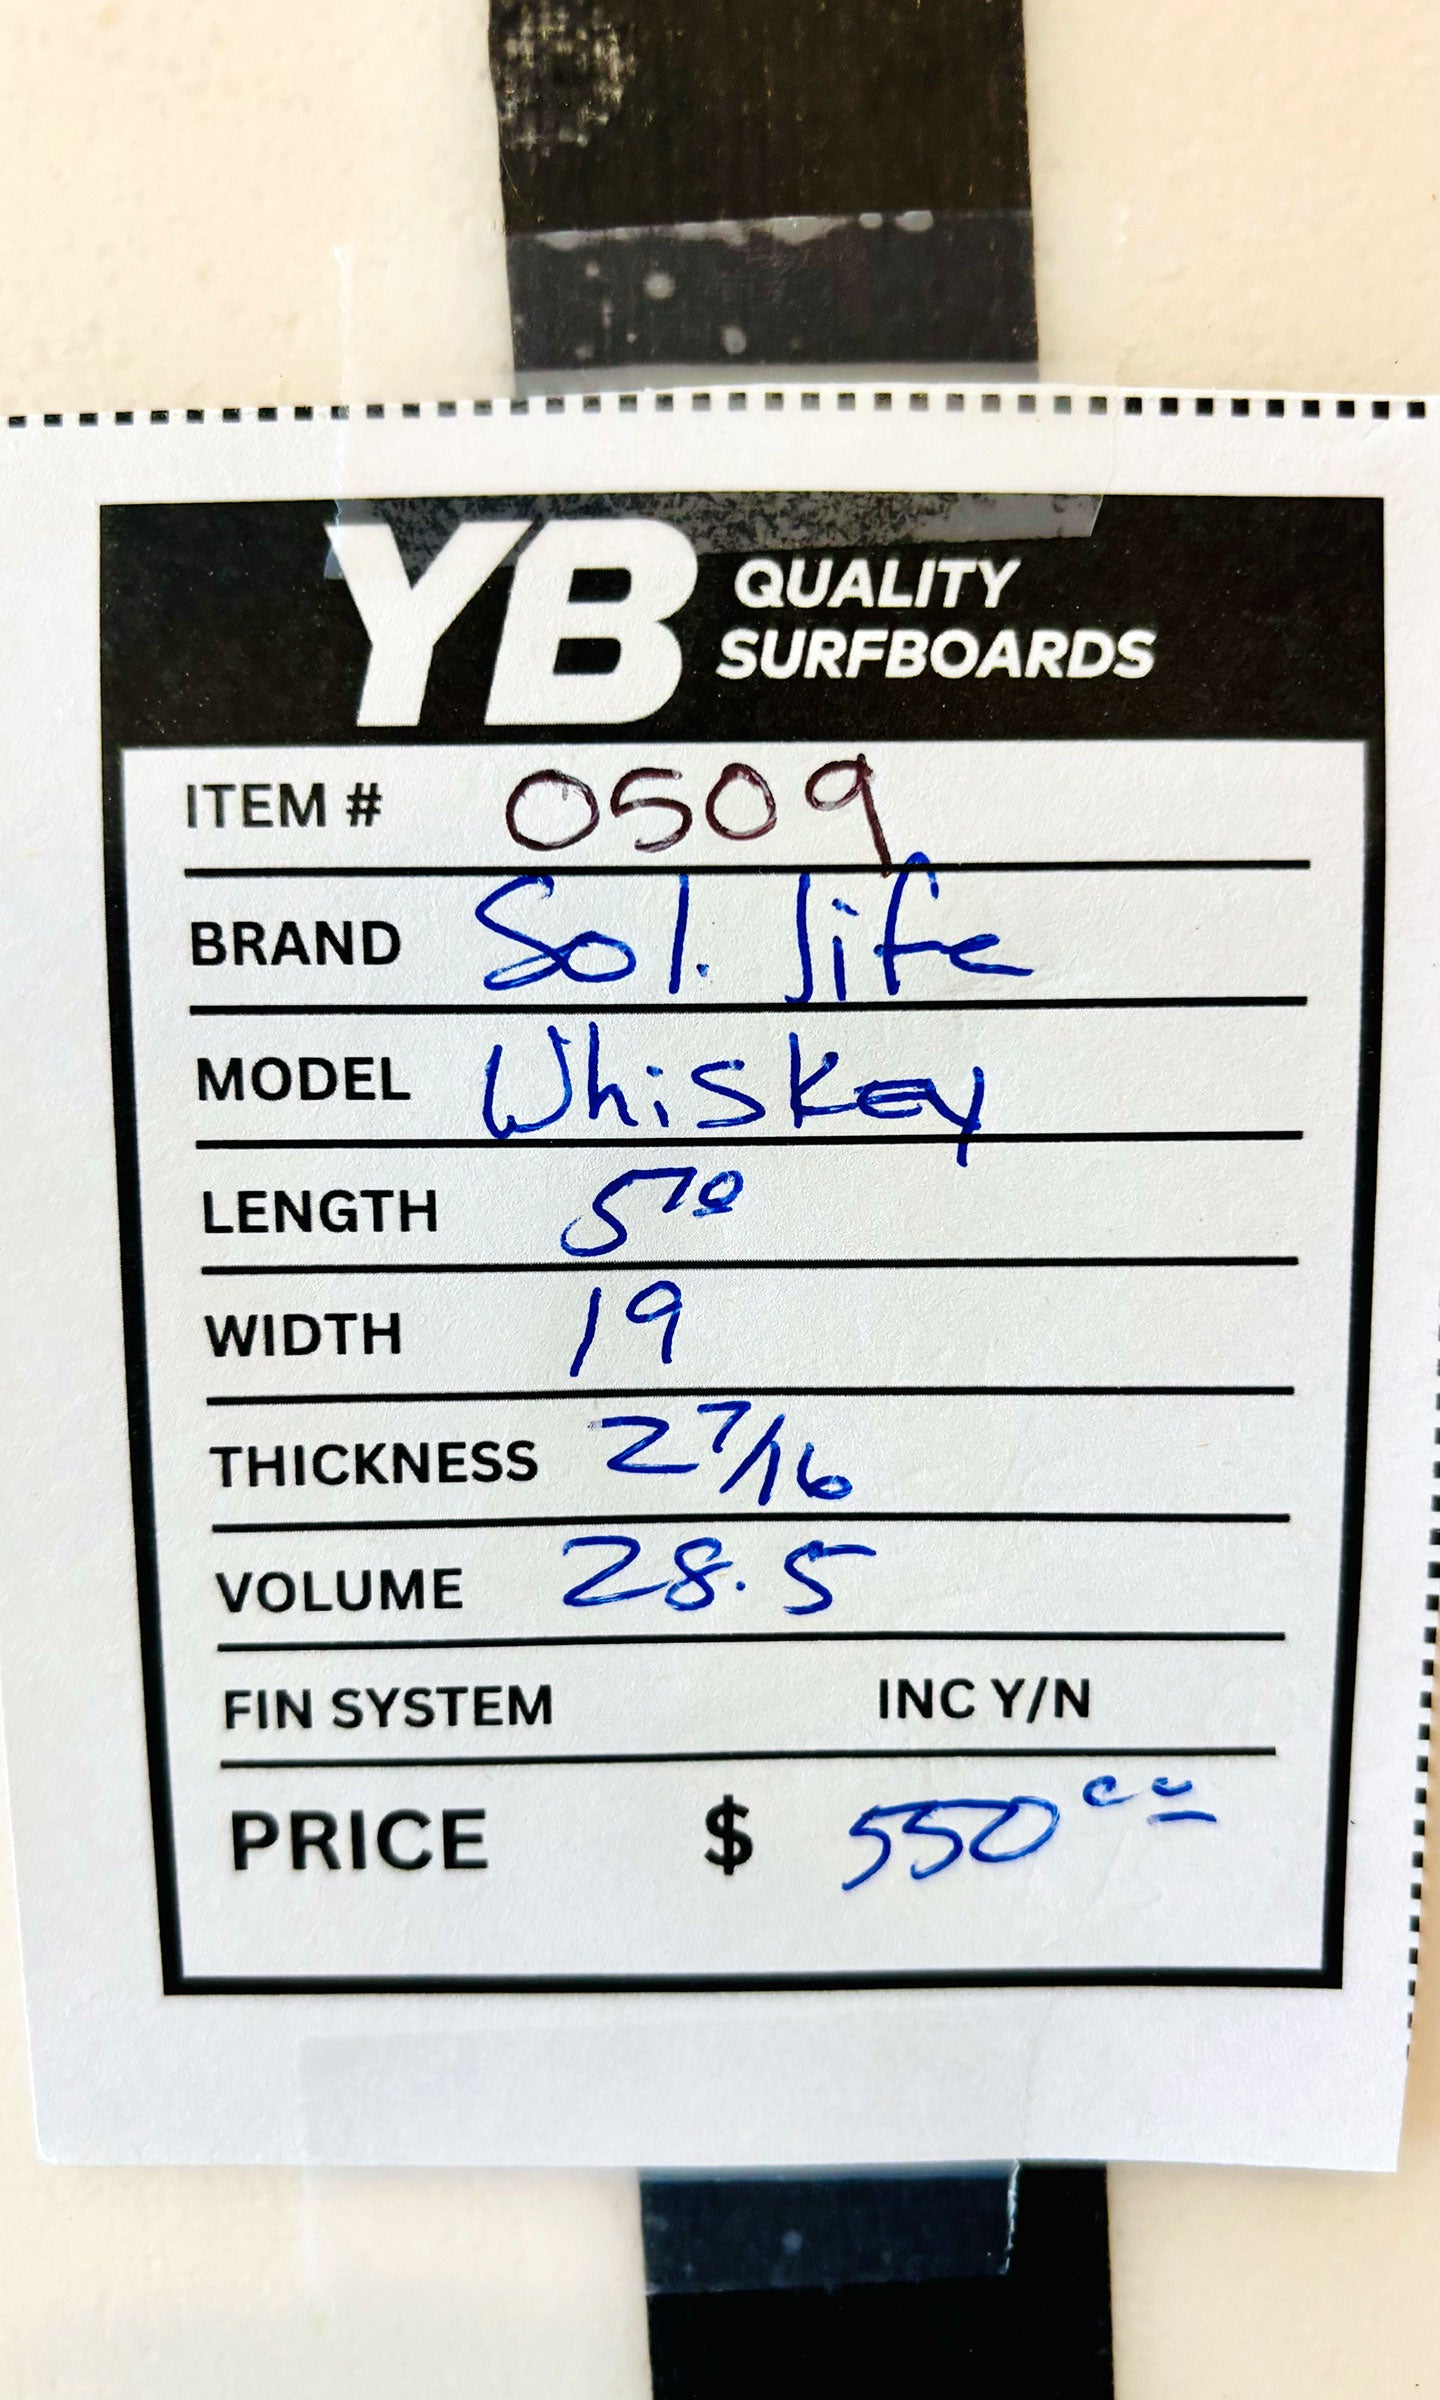 YB QUALITY
SURFBOARDS
ITEM # 0509
BRAND Sol. life
MODEL Whiskey
LENGTH 5'10
WIDTH 19
THICKNESS 2 7/16
VOLUME 28.5
FIN SYSTEM INC Y/N
PRICE $ 550 00